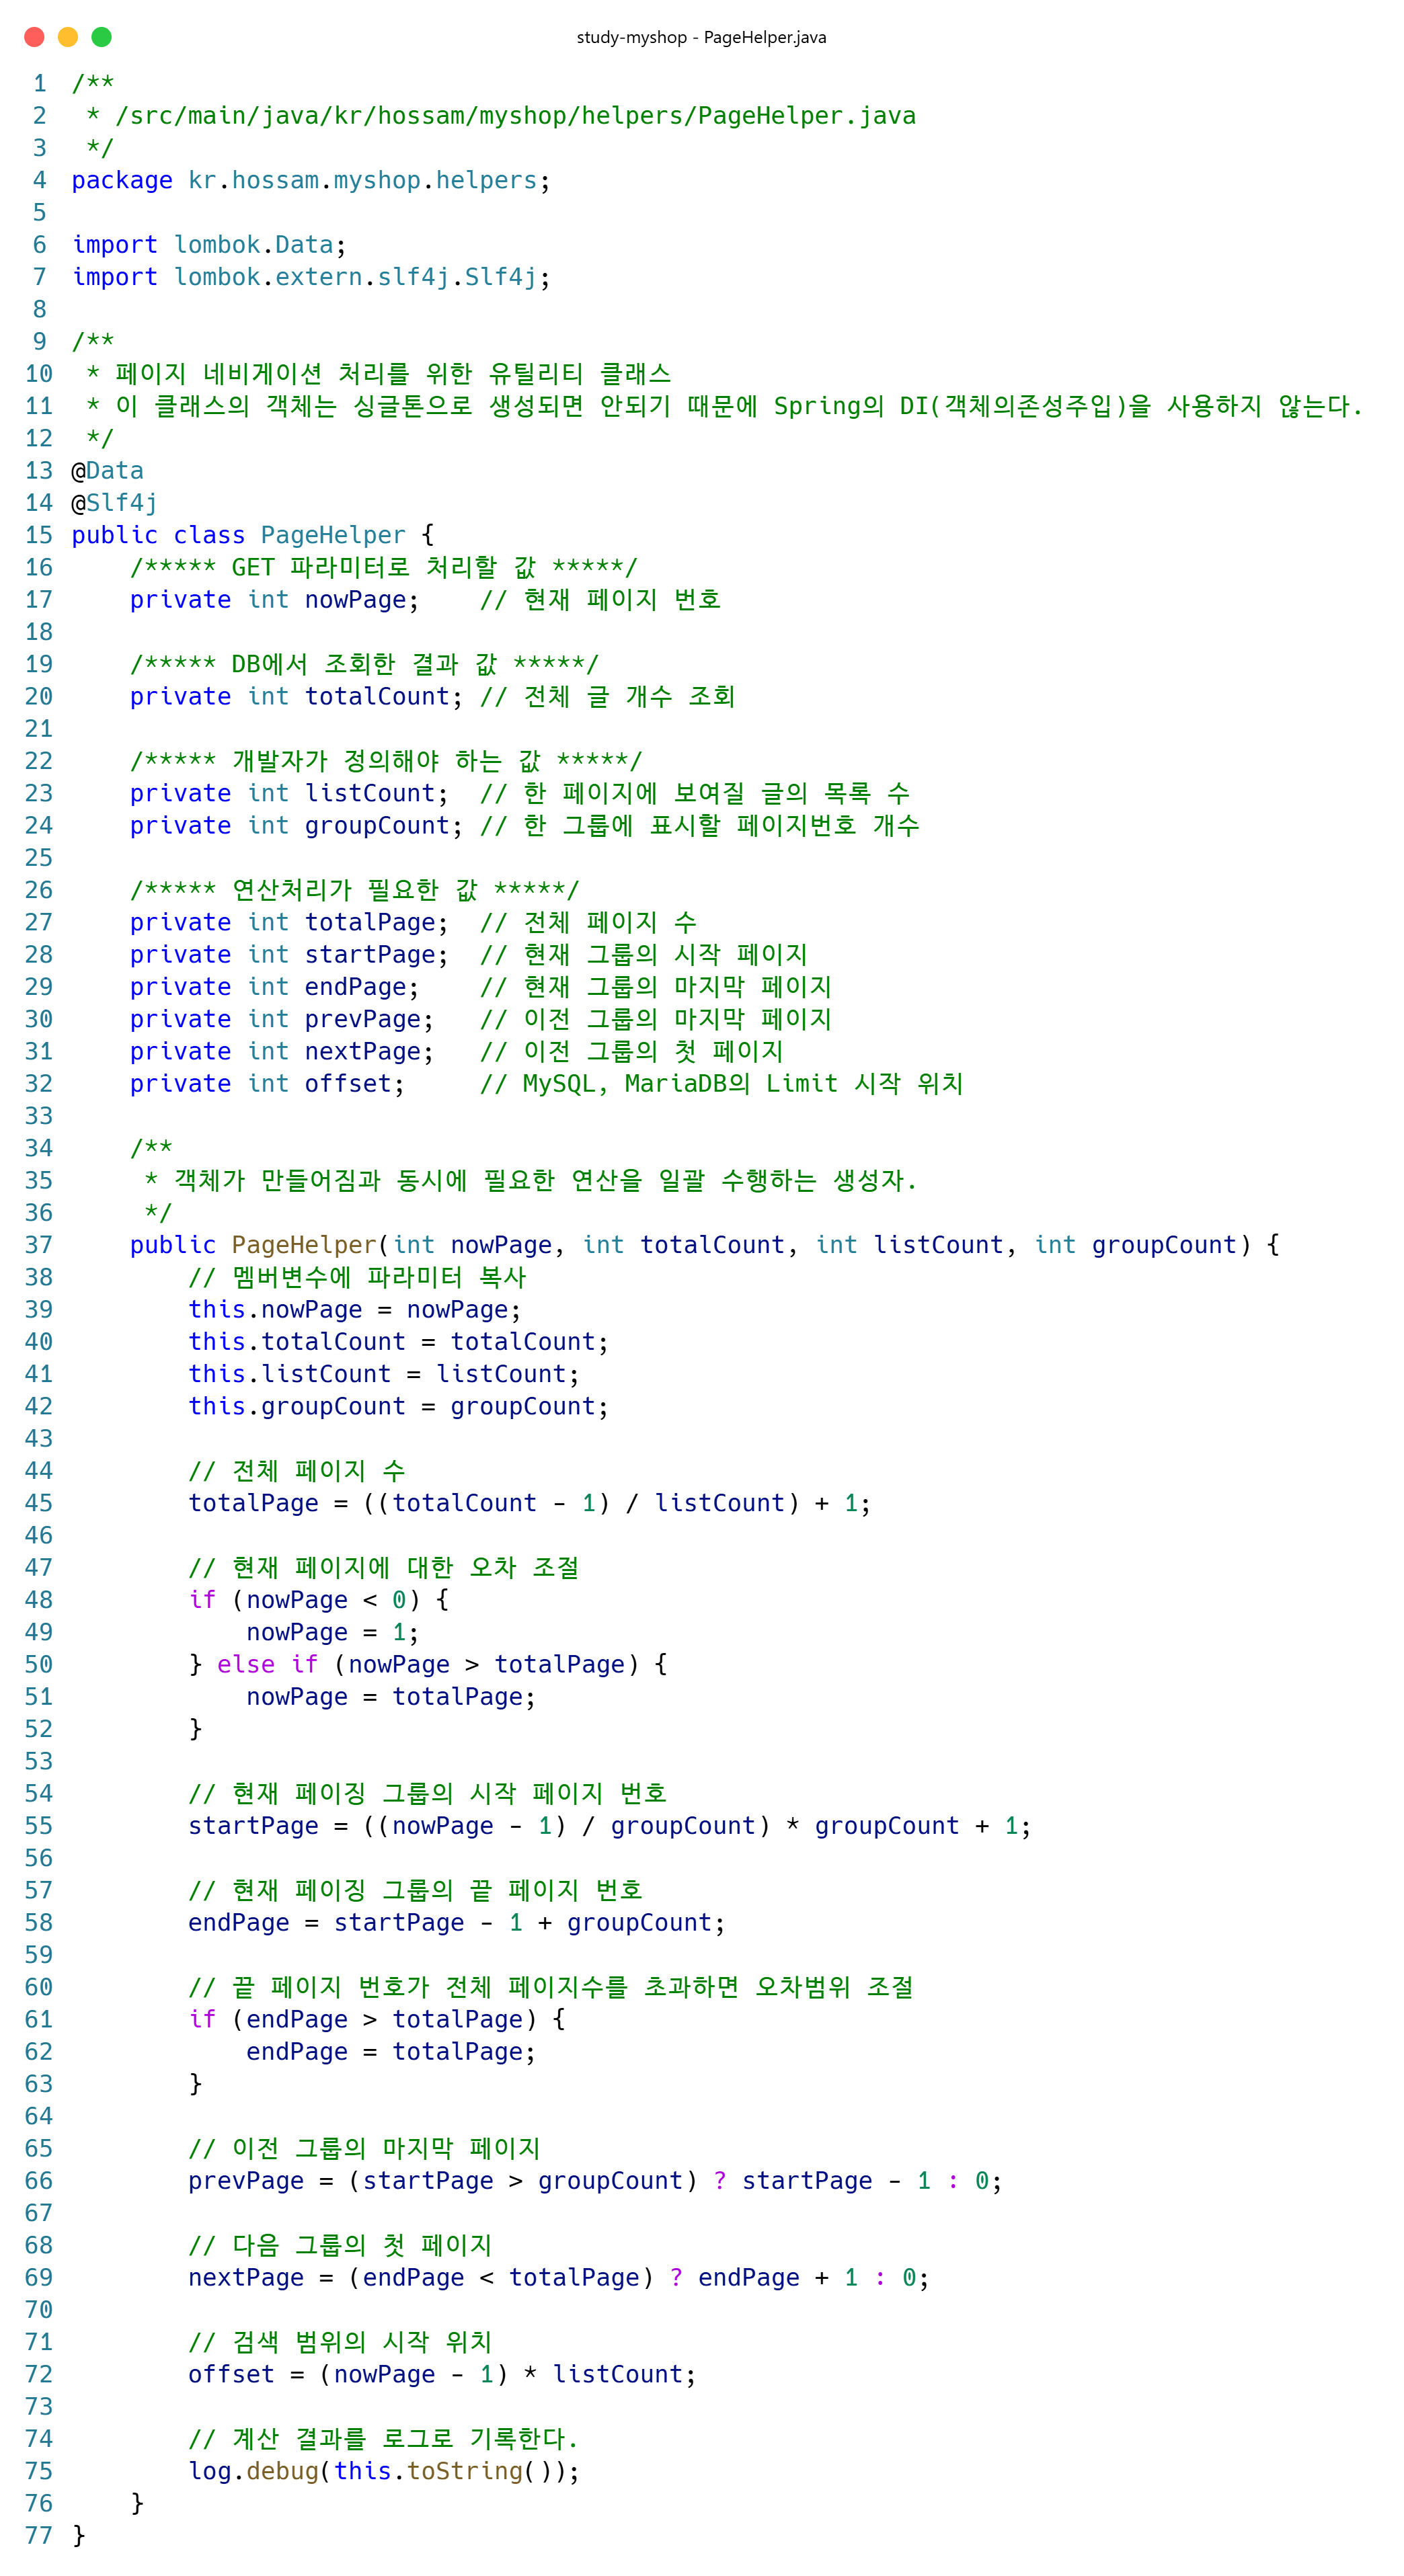 study-myshop - PageHelper.java
1 /**
2  * /src/main/java/kr/hossam/myshop/helpers/PageHelper.java
3  */
4 package kr.hossam.myshop.helpers;
5
6 import lombok.Data;
7 import lombok.extern.slf4j.Slf4j;
8
9 /**
10  * 페이지 네비게이션 처리를 위한 유틸리티 클래스
11  * 이 클래스의 객체는 싱글톤으로 생성되면 안되기 때문에 Spring의 DI(객체의존성주입)을 사용하지 않는다.
12  */
13 @Data
14 @Slf4j
15 public class PageHelper {
16     /***** GET 파라미터로 처리할 값 *****/
17     private int nowPage;    // 현재 페이지 번호
18
19     /***** DB에서 조회한 결과 값 *****/
20     private int totalCount; // 전체 글 개수 조회
21
22     /***** 개발자가 정의해야 하는 값 *****/
23     private int listCount;  // 한 페이지에 보여질 글의 목록 수
24     private int groupCount; // 한 그룹에 표시할 페이지번호 개수
25
26     /***** 연산처리가 필요한 값 *****/
27     private int totalPage;  // 전체 페이지 수
28     private int startPage;  // 현재 그룹의 시작 페이지
29     private int endPage;    // 현재 그룹의 마지막 페이지
30     private int prevPage;   // 이전 그룹의 마지막 페이지
31     private int nextPage;   // 이전 그룹의 첫 페이지
32     private int offset;     // MySQL, MariaDB의 Limit 시작 위치
33
34     /**
35      * 객체가 만들어짐과 동시에 필요한 연산을 일괄 수행하는 생성자.
36      */
37     public PageHelper(int nowPage, int totalCount, int listCount, int groupCount) {
38         // 멤버변수에 파라미터 복사
39         this.nowPage = nowPage;
40         this.totalCount = totalCount;
41         this.listCount = listCount;
42         this.groupCount = groupCount;
43
44         // 전체 페이지 수
45         totalPage = ((totalCount - 1) / listCount) + 1;
46
47         // 현재 페이지에 대한 오차 조절
48         if (nowPage < 0) {
49             nowPage = 1;
50         } else if (nowPage > totalPage) {
51             nowPage = totalPage;
52         }
53
54         // 현재 페이징 그룹의 시작 페이지 번호
55         startPage = ((nowPage - 1) / groupCount) * groupCount + 1;
56
57         // 현재 페이징 그룹의 끝 페이지 번호
58         endPage = startPage - 1 + groupCount;
59
60         // 끝 페이지 번호가 전체 페이지수를 초과하면 오차범위 조절
61         if (endPage > totalPage) {
62             endPage = totalPage;
63         }
64
65         // 이전 그룹의 마지막 페이지
66         prevPage = (startPage > groupCount) ? startPage - 1 : 0;
67
68         // 다음 그룹의 첫 페이지
69         nextPage = (endPage < totalPage) ? endPage + 1 : 0;
70
71         // 검색 범위의 시작 위치
72         offset = (nowPage - 1) * listCount;
73
74         // 계산 결과를 로그로 기록한다.
75         log.debug(this.toString());
76     }
77 }